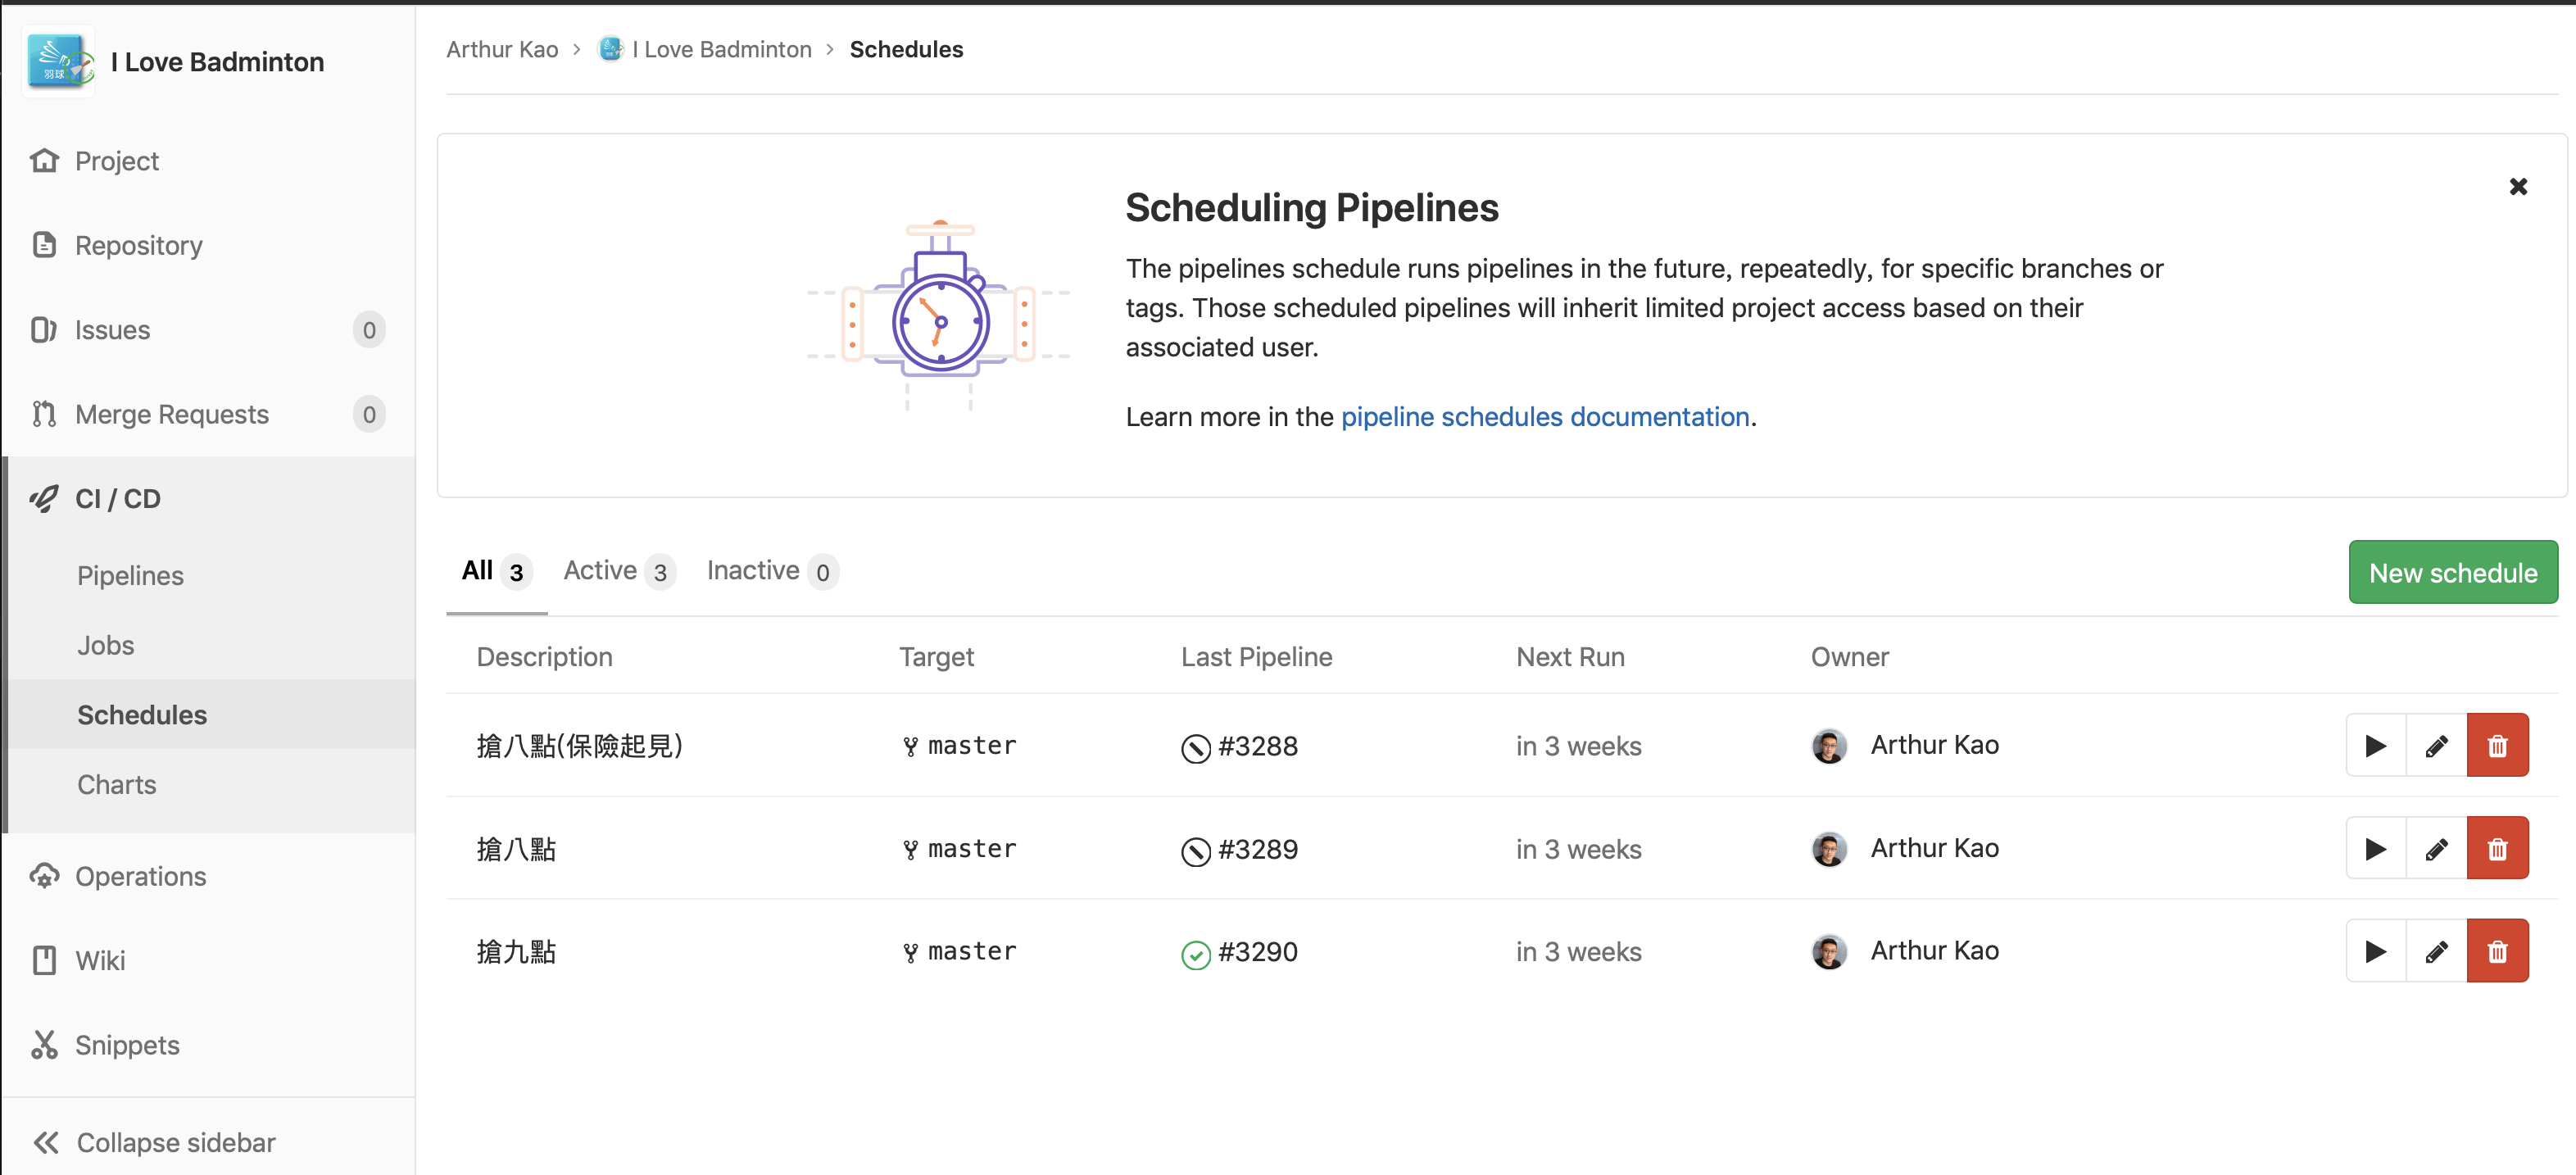 I Love Badminton
Project
Repository
Issues 0
Merge Requests 0
CI / CD
Pipelines
Jobs
Schedules
Charts
Operations
Wiki
Snippets
Collapse sidebar
Arthur Kao > I Love Badminton > Schedules
Scheduling Pipelines
The pipelines schedule runs pipelines in the future, repeatedly, for specific branches or
tags. Those scheduled pipelines will inherit limited project access based on their
associated user.
Learn more in the pipeline schedules documentation.
All 3 Active 3 Inactive 0
New schedule
Description Target Last Pipeline Next Run Owner
搶八點(保險起見) master #3288 in 3 weeks Arthur Kao
搶八點 master #3289 in 3 weeks Arthur Kao
搶九點 master #3290 in 3 weeks Arthur Kao